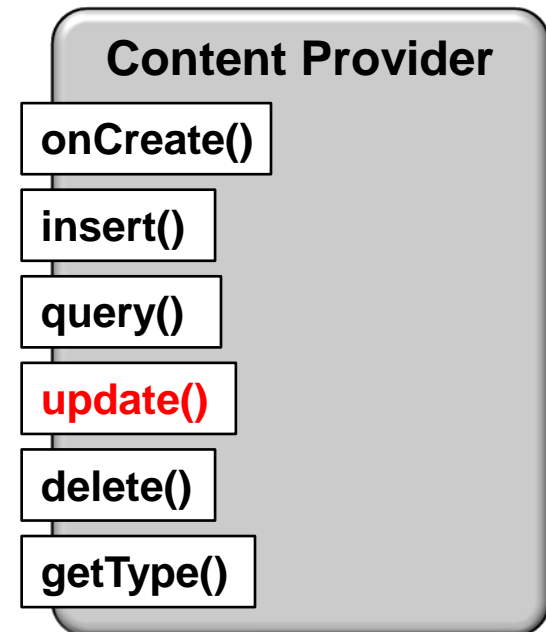 Content Provider
onCreate()
insert()
query()
update()
delete()
getType()